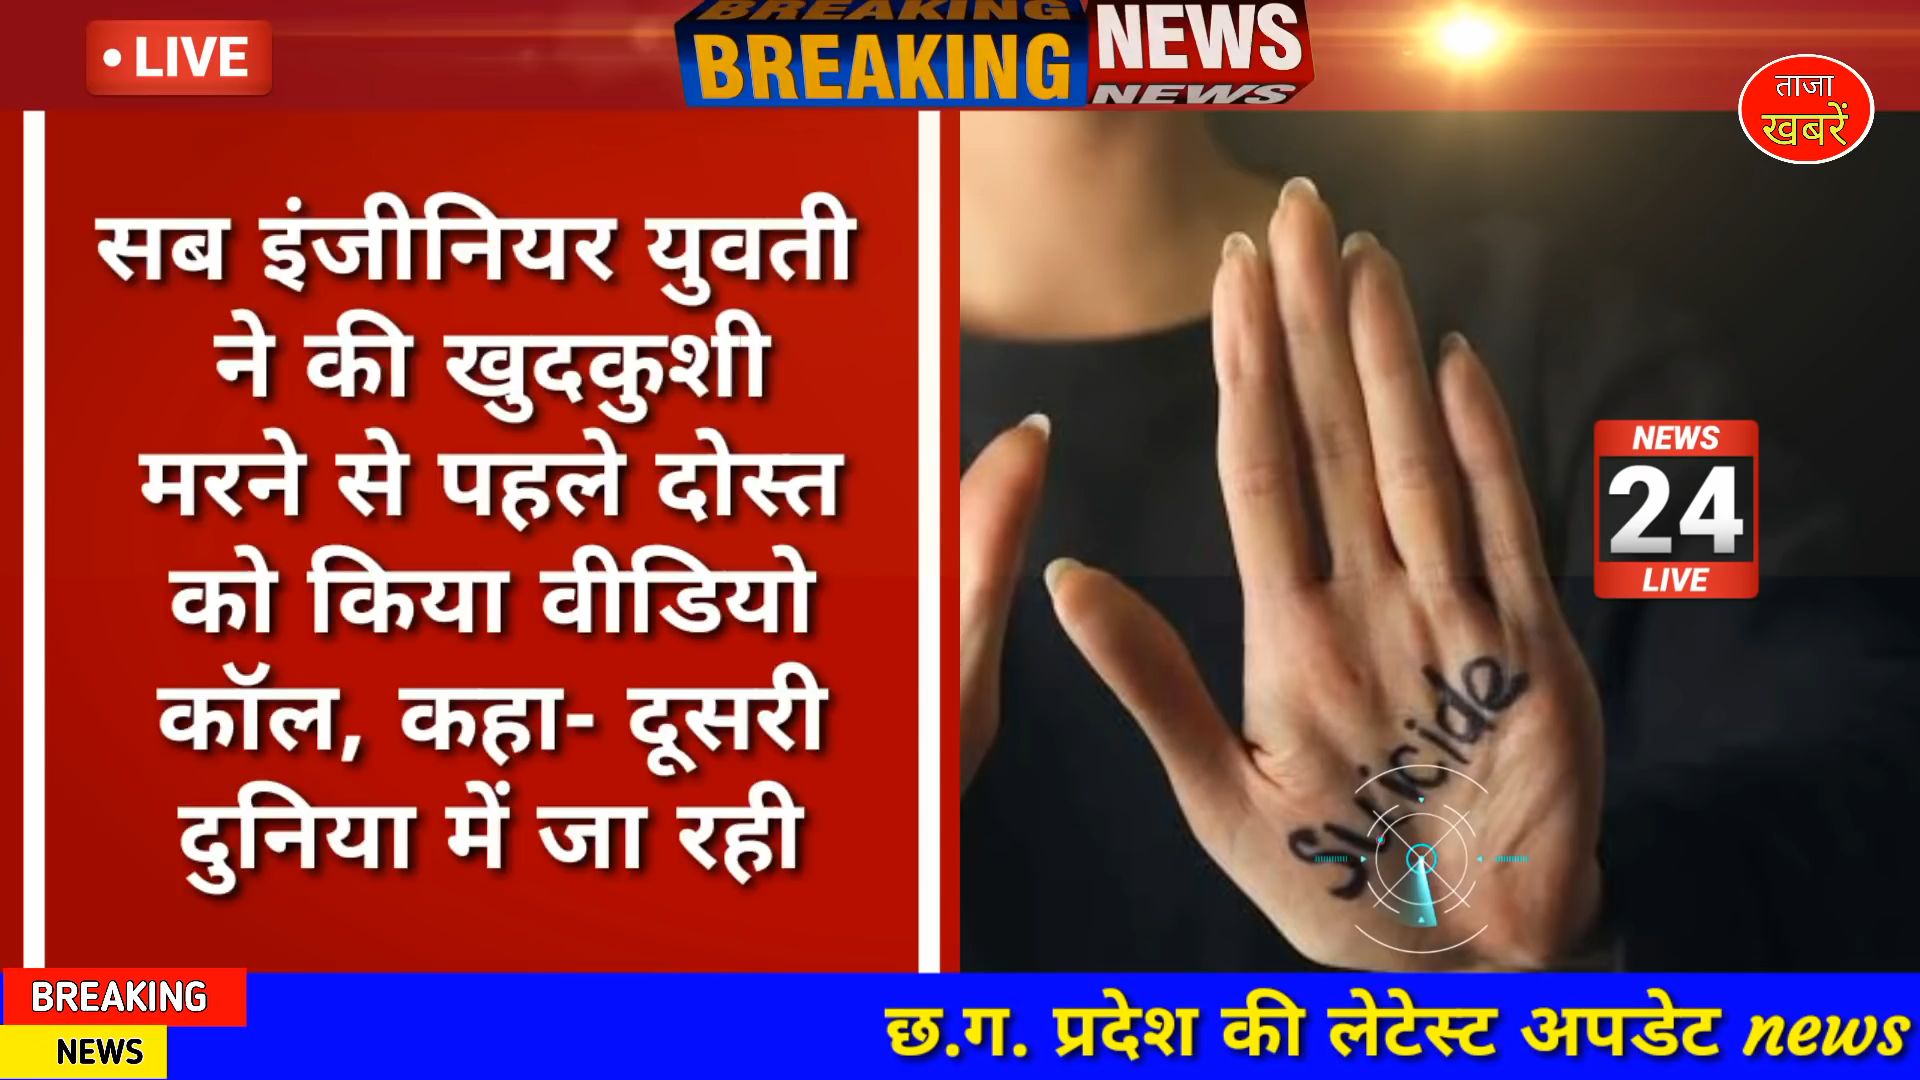 • LIVE
BREAKING
BREAKING
NEWS
NEWS
ताजा
खबरें
सब इंजीनियर युवती
ने की खुदकुशी
मरने से पहले दोस्त
को किया वीडियो
कॉल, कहा- दूसरी
दुनिया में जा रही
NEWS
24
LIVE
Suicide
BREAKING
NEWS
छ.ग. प्रदेश की लेटेस्ट अपडेट news